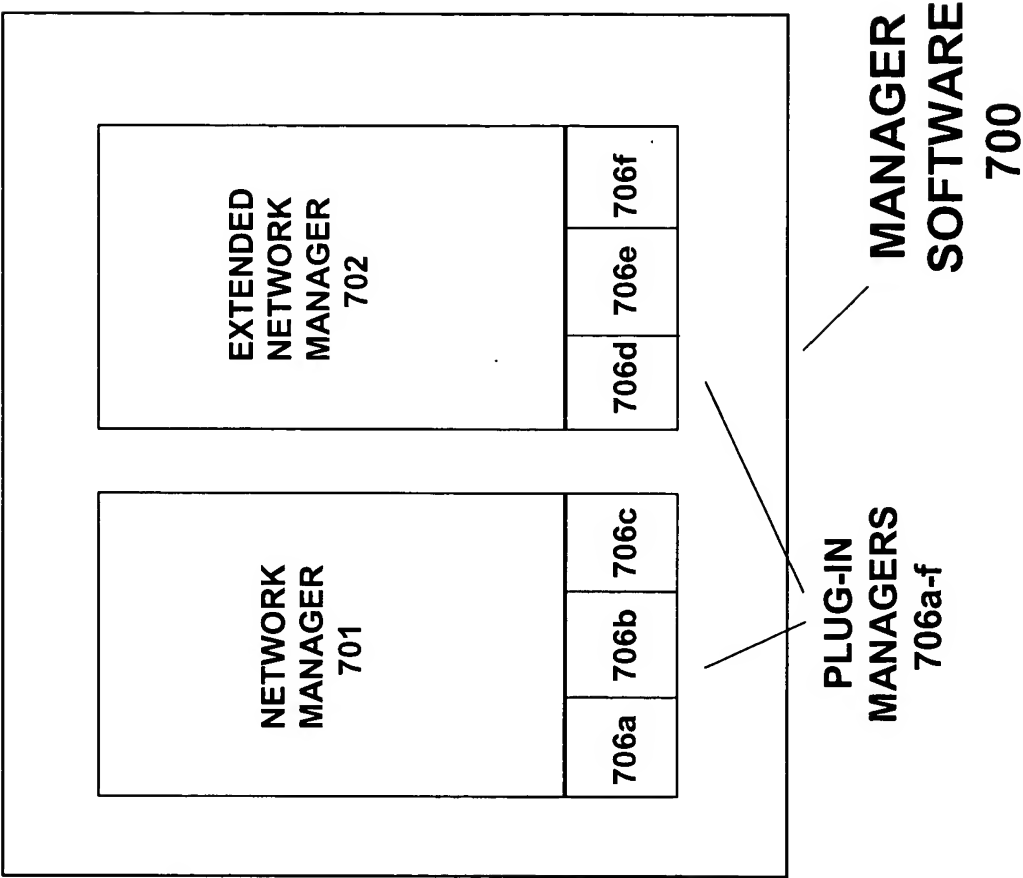 NETWORK
MANAGER
701
706a
706b
706c
EXTENDED
NETWORK
MANAGER
702
706d
706e
706f
PLUG-IN
MANAGERS
706a-f
MANAGER
SOFTWARE
700